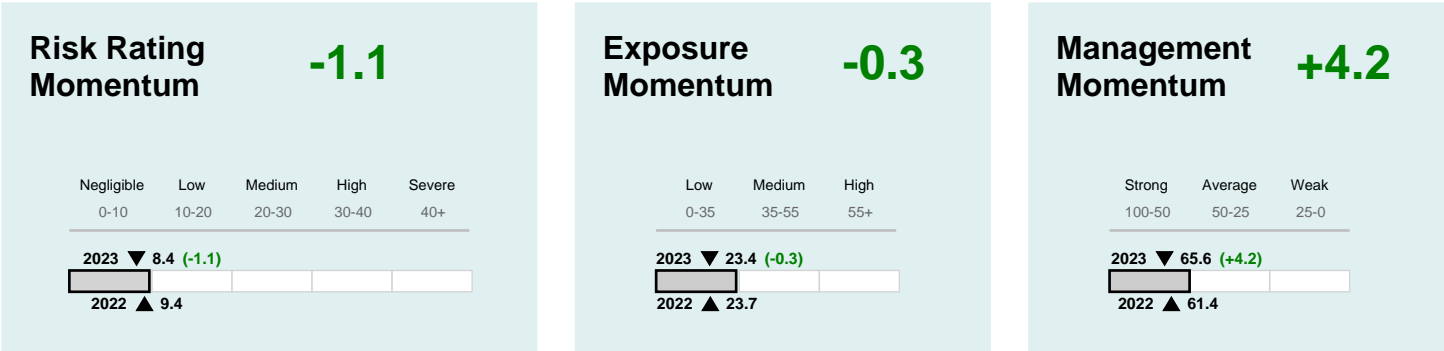 Risk Rating
Momentum
-1.1
Negligible Low Medium High Severe
0-10 10-20 20-30 30-40 40+
2023 ▼ 8.4 (-1.1)
2022 ▲ 9.4
Exposure
Momentum
-0.3
Low Medium High
0-35 35-55 55+
2023 ▼ 23.4 (-0.3)
2022 ▲ 23.7
Management
Momentum
+4.2
Strong Average Weak
100-50 50-25 25-0
2023 ▼ 65.6 (+4.2)
2022 ▲ 61.4